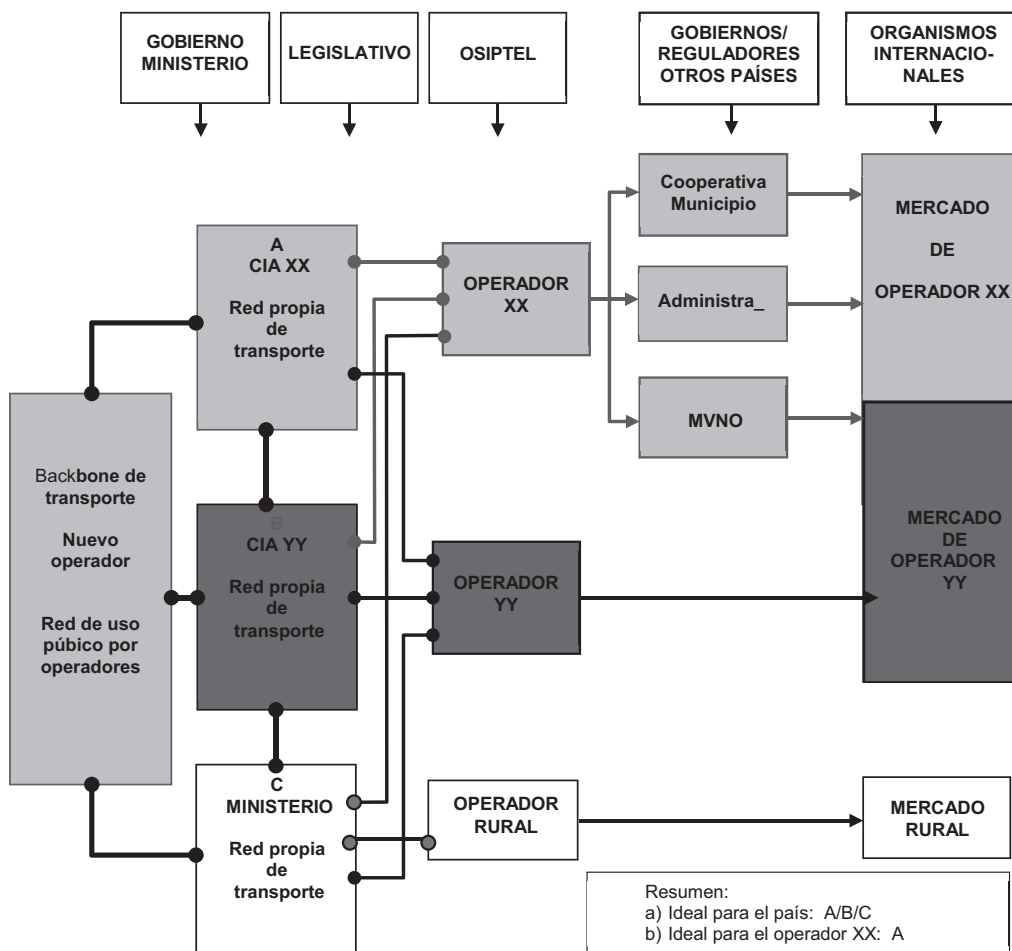 GOBIERNO
MINISTERIO
LEGISLATIVO
OSIPTEL
GOBIERNOS/
REGULADORES
OTROS PAÍSES
ORGANISMOS
INTERNACIO-
NALES
Cooperativa
Municipio
MERCADO
DE
OPERADOR XX
A
CIA XX
Red propia
de
transporte
OPERADOR
XX
Administra_
MVNO
Backbone de
transporte
Nuevo
operador
Red de uso
púbico por
operadores
B
CIA YY
Red propia
de
transporte
OPERADOR
YY
MERCADO
DE
OPERADOR
YY
C
MINISTERIO
Red propia
de
transporte
OPERADOR
RURAL
MERCADO
RURAL
Resumen:
a) Ideal para el país: A/B/C
b) Ideal para el operador XX: A